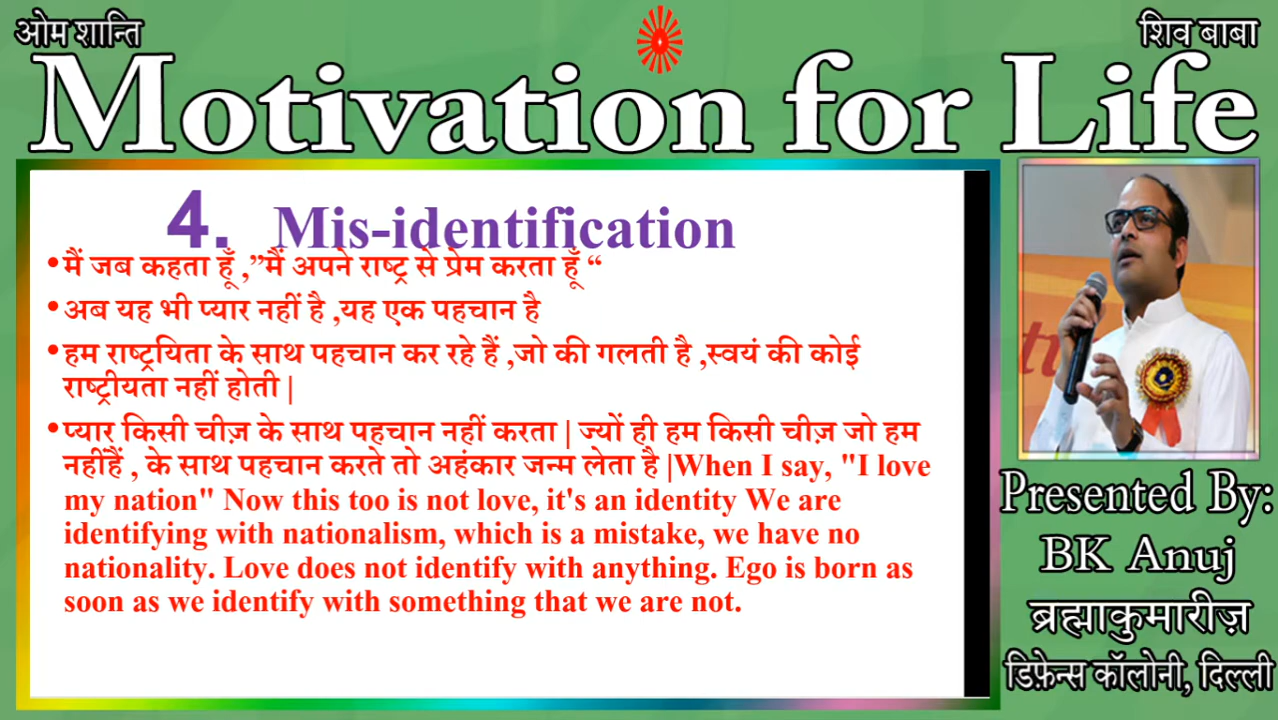 ओम शान्ति
शिव बाबा
Motivation for Life
4. Mis-identification
•मैं जब कहता हूँ ,”मैं अपने राष्ट्र से प्रेम करता हूँ “
•अब यह भी प्यार नहीं है ,यह एक पहचान है
•हम राष्ट्रयिता के साथ पहचान कर रहे हैं ,जो की गलती है ,स्वयं की कोई
राष्ट्रीयता नहीं होती |
•प्यार किसी चीज़ के साथ पहचान नहीं करता | ज्यों ही हम किसी चीज़ जो हम
नहींहैं , के साथ पहचान करते तो अहंकार जन्म लेता है |When I say, "I love
my nation" Now this too is not love, it's an identity We are
identifying with nationalism, which is a mistake, we have no
nationality. Love does not identify with anything. Ego is born as
soon as we identify with something that we are not.
Presented By:
BK Anuj
ब्रह्माकुमारीज़
डिफ़ेन्स कॉलोनी, दिल्ली